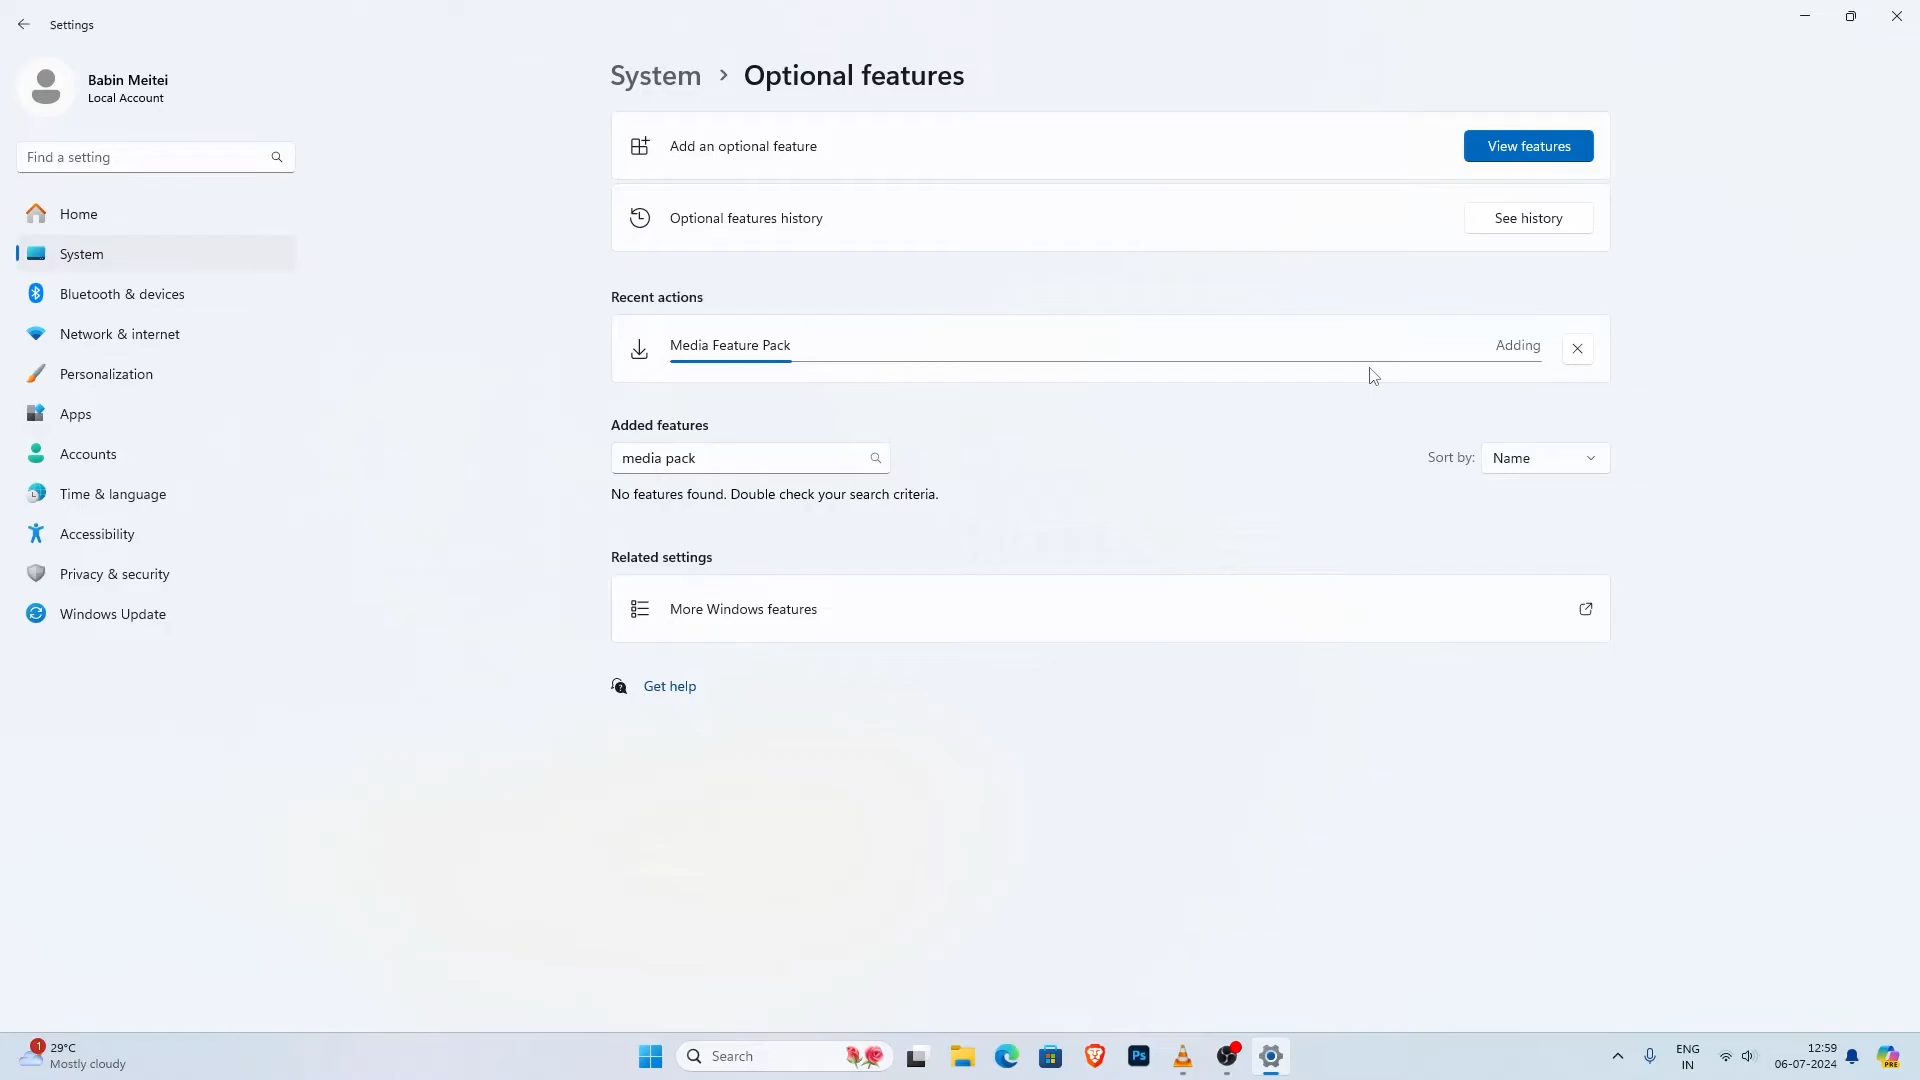 Settings
Babin Meitei
Local Account
Find a setting
Home
System
Bluetooth & devices
Network & internet
Personalization
Apps
Accounts
Time & language
Accessibility
Privacy & security
Windows Update
System > Optional features
Add an optional feature
View features
Optional features history
See history
Recent actions
Media Feature Pack
Adding
Added features
media pack
Sort by:
Name
No features found. Double check your search criteria.
Related settings
More Windows features
Get help
1
29°C
Mostly cloudy
Search
Ps
ENG
IN
12:59
06-07-2024
PRE